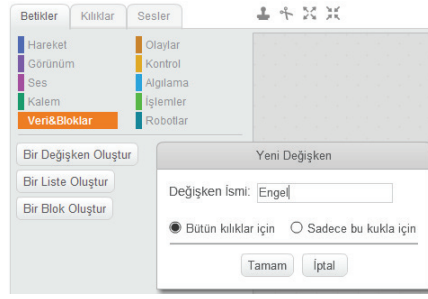 Betikler Kılıklar Sesler
Hareket Olaylar
Görünüm Kontrol
Ses Algılama
Kalem İşlemler
Veri&Bloklar Robotlar
Bir Değişken Oluştur
Bir Liste Oluştur
Bir Blok Oluştur
Yeni Değişken
Değişken İsmi: Engel
Bütün kılıklar için Sadece bu kukla için
Tamam İptal